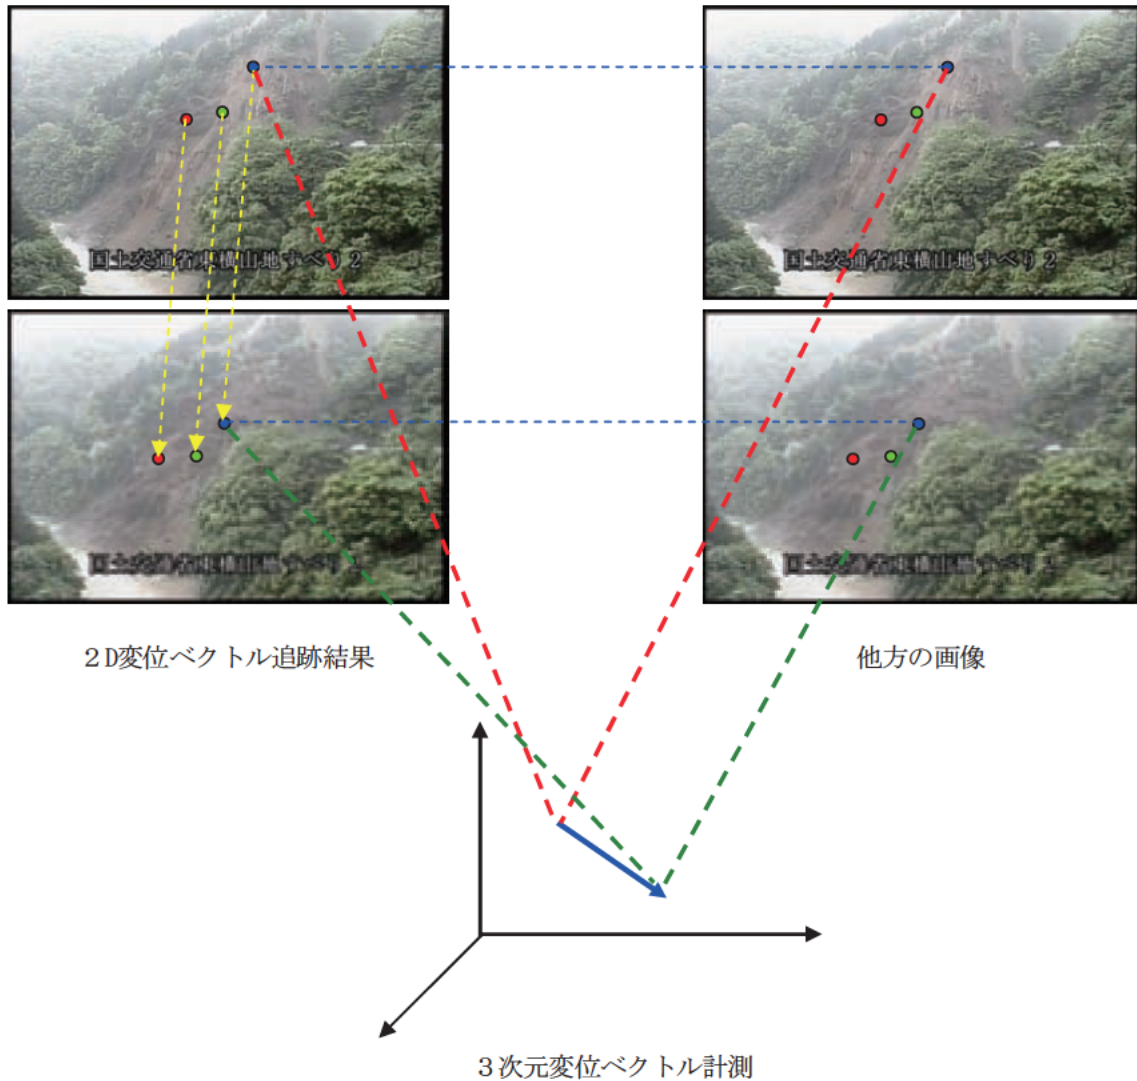 国土交通省東横山地すべり2
国土交通省東横山地すべり2
２D変位ベクトル追跡結果
他方の画像
３次元変位ベクトル計測